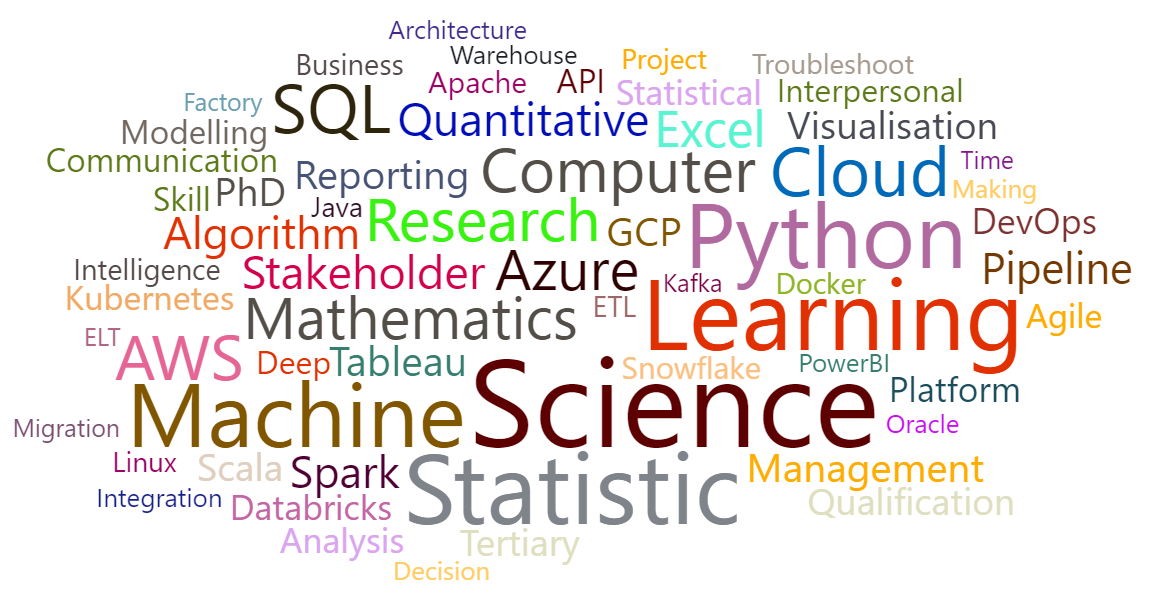 Architecture
Business
Warehouse
Project
Troubleshoot
Apache
API
Statistical
Interpersonal
Factory
SQL
Quantitative
Excel
Visualisation
Modelling
Communication
Reporting
Computer
Cloud
Time
Skill
PhD
Java
Research
GCP
Python
Making
DevOps
Algorithm
Intelligence
Stakeholder
Azure
Kafka
Docker
Pipeline
Kubernetes
Mathematics
ETL
Learning
Agile
ELT
AWS
Deep
Tableau
Snowflake
PowerBI
Platform
Machine
Science
Oracle
Migration
Linux
Scala
Spark
Statistic
Management
Integration
Databricks
Qualification
Analysis
Tertiary
Decision